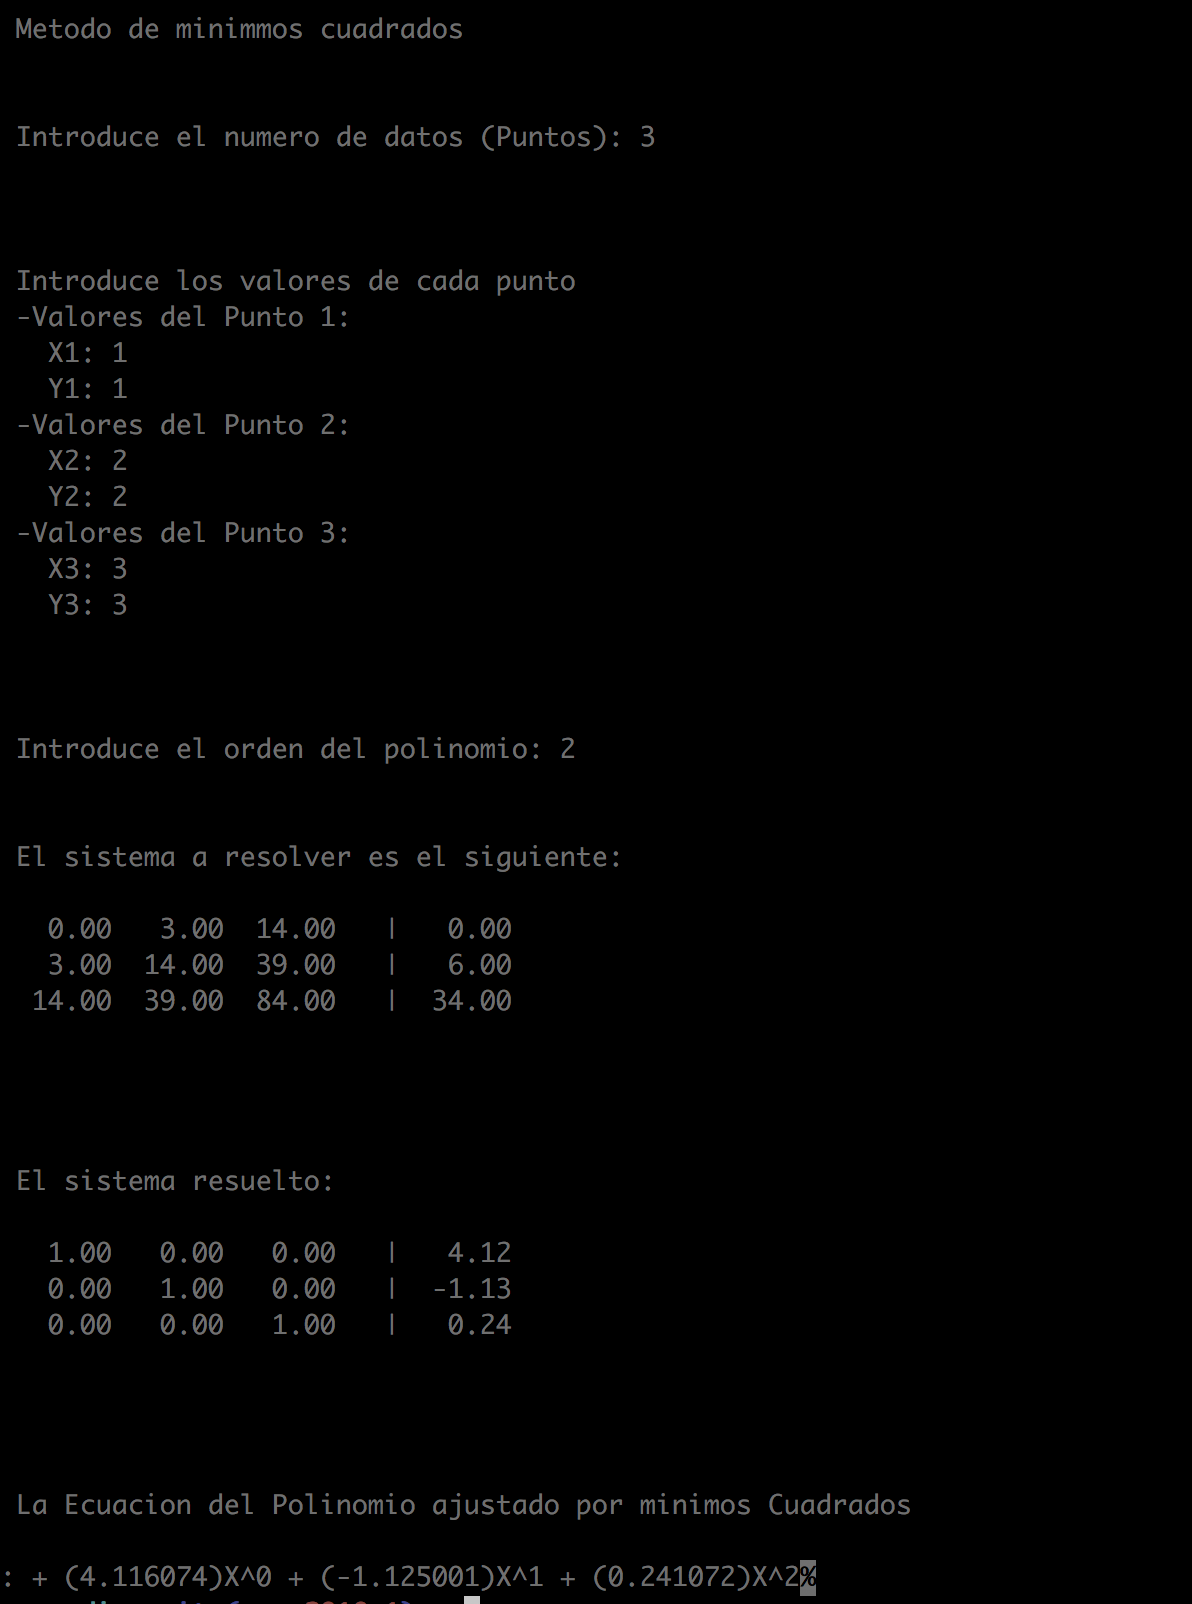 Metodo de minimmos cuadrados
Introduce el numero de datos (Puntos): 3
Introduce los valores de cada punto
-Valores del Punto 1:
X1: 1
Y1: 1
-Valores del Punto 2:
X2: 2
Y2: 2
-Valores del Punto 3:
X3: 3
Y3: 3
Introduce el orden del polinomio: 2
El sistema a resolver es el siguiente:
0.00 3.00 14.00 | 0.00
3.00 14.00 39.00 | 6.00
14.00 39.00 84.00 | 34.00
El sistema resuelto:
1.00 0.00 0.00 | 4.12
0.00 1.00 0.00 | -1.13
0.00 0.00 1.00 | 0.24
La Ecuacion del Polinomio ajustado por minimos Cuadrados
: + (4.116074)X^0 + (-1.125001)X^1 + (0.241072)X^2%